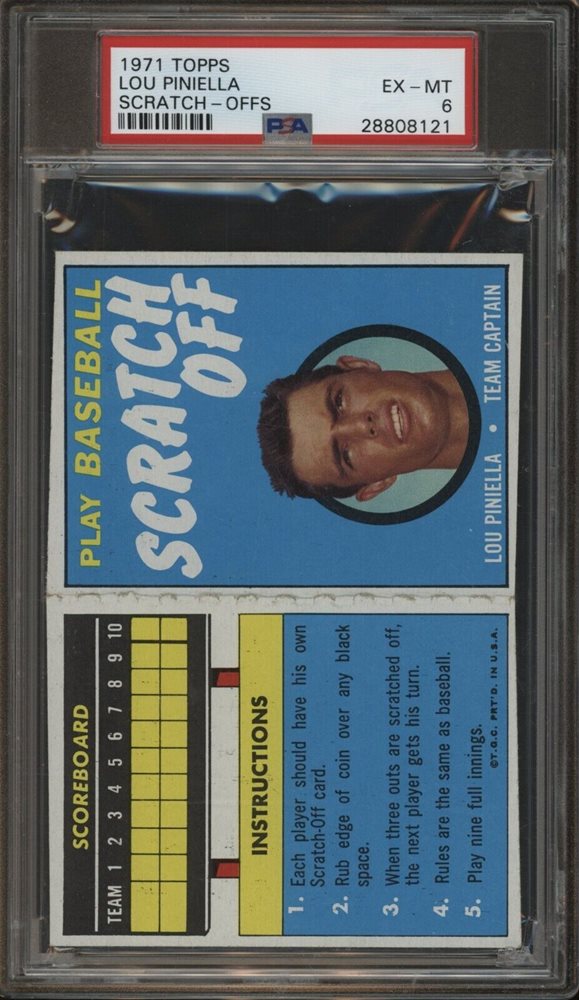 1971 TOPPS
LOU PINIELLA EX - MT
SCRATCH - OFFS 6
PSA 28808121
PLAY BASEBALL
SCRATCH
OFF
LOU PINIELLA • TEAM CAPTAIN
SCOREBOARD
TEAM 1 2 3 4 5 6 7 8 9 10
INSTRUCTIONS
1. Each player should have his own
Scratch-Off card.
2. Rub edge of coin over any black
space.
3. When three outs are scratched off,
the next player gets his turn.
4. Rules are the same as baseball.
5. Play nine full innings.
©T.G.C. PRT'D. IN U.S.A.